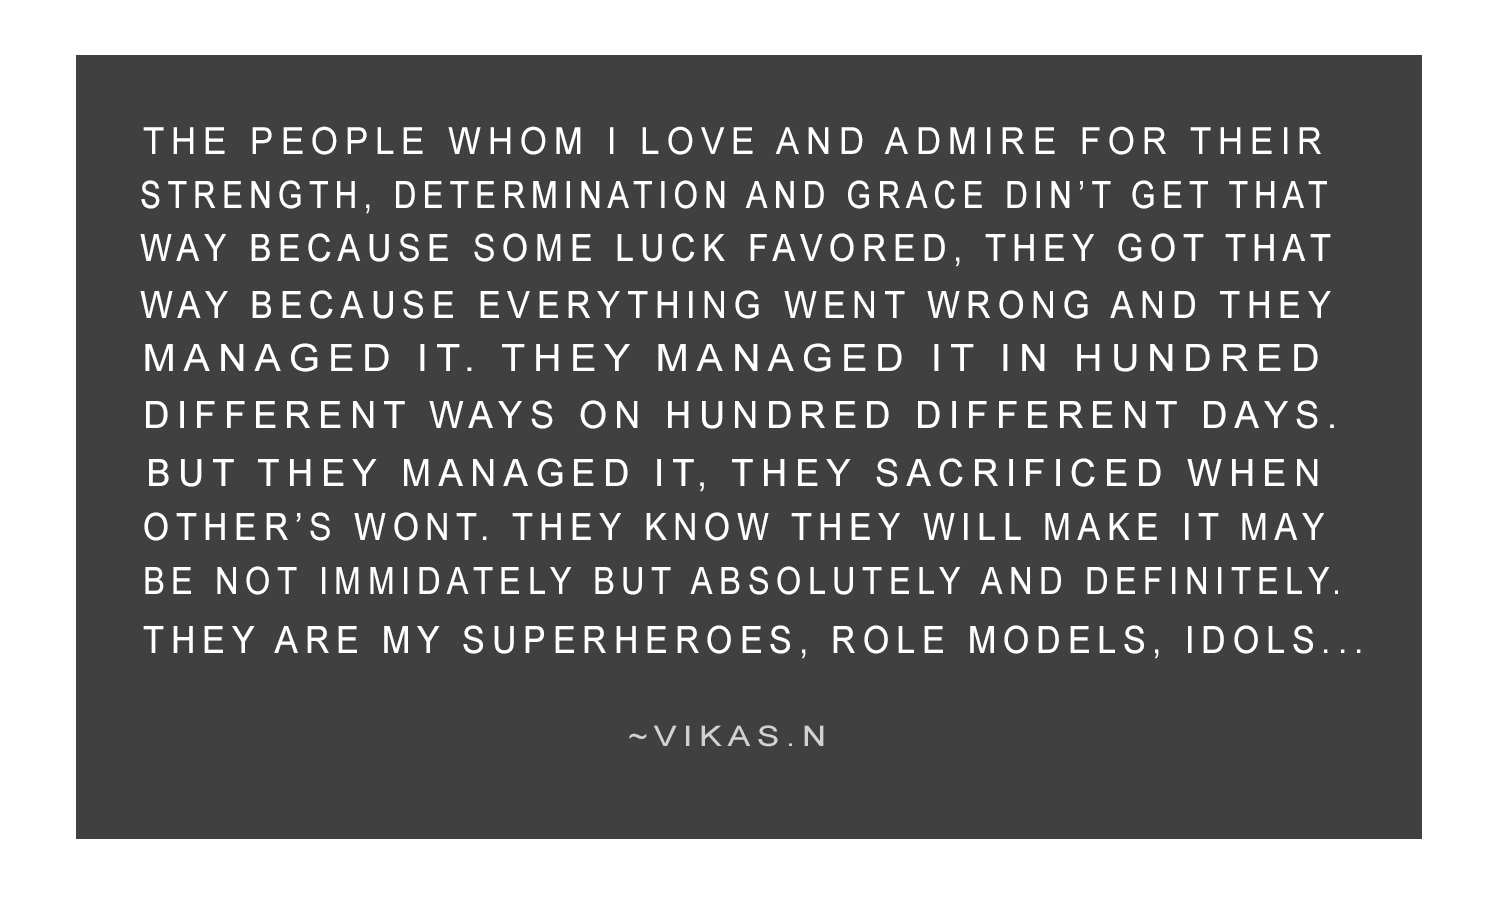 THE PEOPLE WHOM I LOVE AND ADMIRE FOR THEIR
STRENGTH, DETERMINATION AND GRACE DIN’T GET THAT
WAY BECAUSE SOME LUCK FAVORED, THEY GOT THAT
WAY BECAUSE EVERYTHING WENT WRONG AND THEY
MANAGED IT. THEY MANAGED IT IN HUNDRED
DIFFERENT WAYS ON HUNDRED DIFFERENT DAYS.
BUT THEY MANAGED IT, THEY SACRIFICED WHEN
OTHER’S WONT. THEY KNOW THEY WILL MAKE IT MAY
BE NOT IMMIDATELY BUT ABSOLUTELY AND DEFINITELY.
THEY ARE MY SUPERHEROES, ROLE MODELS, IDOLS...
~VIKAS.N